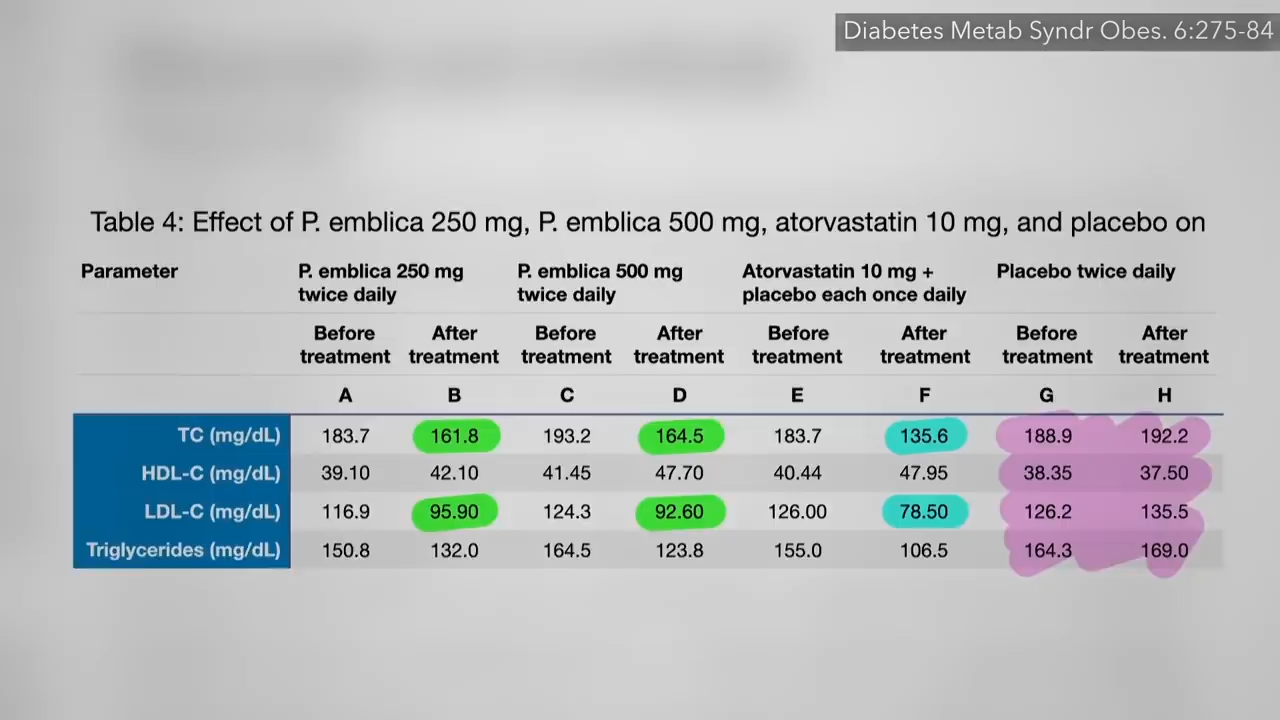 Diabetes Metab Syndr Obes. 6:275-84
Table 4: Effect of P. emblica 250 mg, P. emblica 500 mg, atorvastatin 10 mg, and placebo on
Parameter P. emblica 250 mg P. emblica 500 mg Atorvastatin 10 mg + Placebo twice daily
twice daily twice daily placebo each once daily
Before After Before After Before After Before After
treatment treatment treatment treatment treatment treatment treatment treatment
A B C D E F G H
TC (mg/dL) 183.7 161.8 193.2 164.5 183.7 135.6 188.9 192.2
HDL-C (mg/dL) 39.10 42.10 41.45 47.70 40.44 47.95 38.35 37.50
LDL-C (mg/dL) 116.9 95.90 124.3 92.60 126.00 78.50 126.2 135.5
Triglycerides (mg/dL) 150.8 132.0 164.5 123.8 155.0 106.5 164.3 169.0